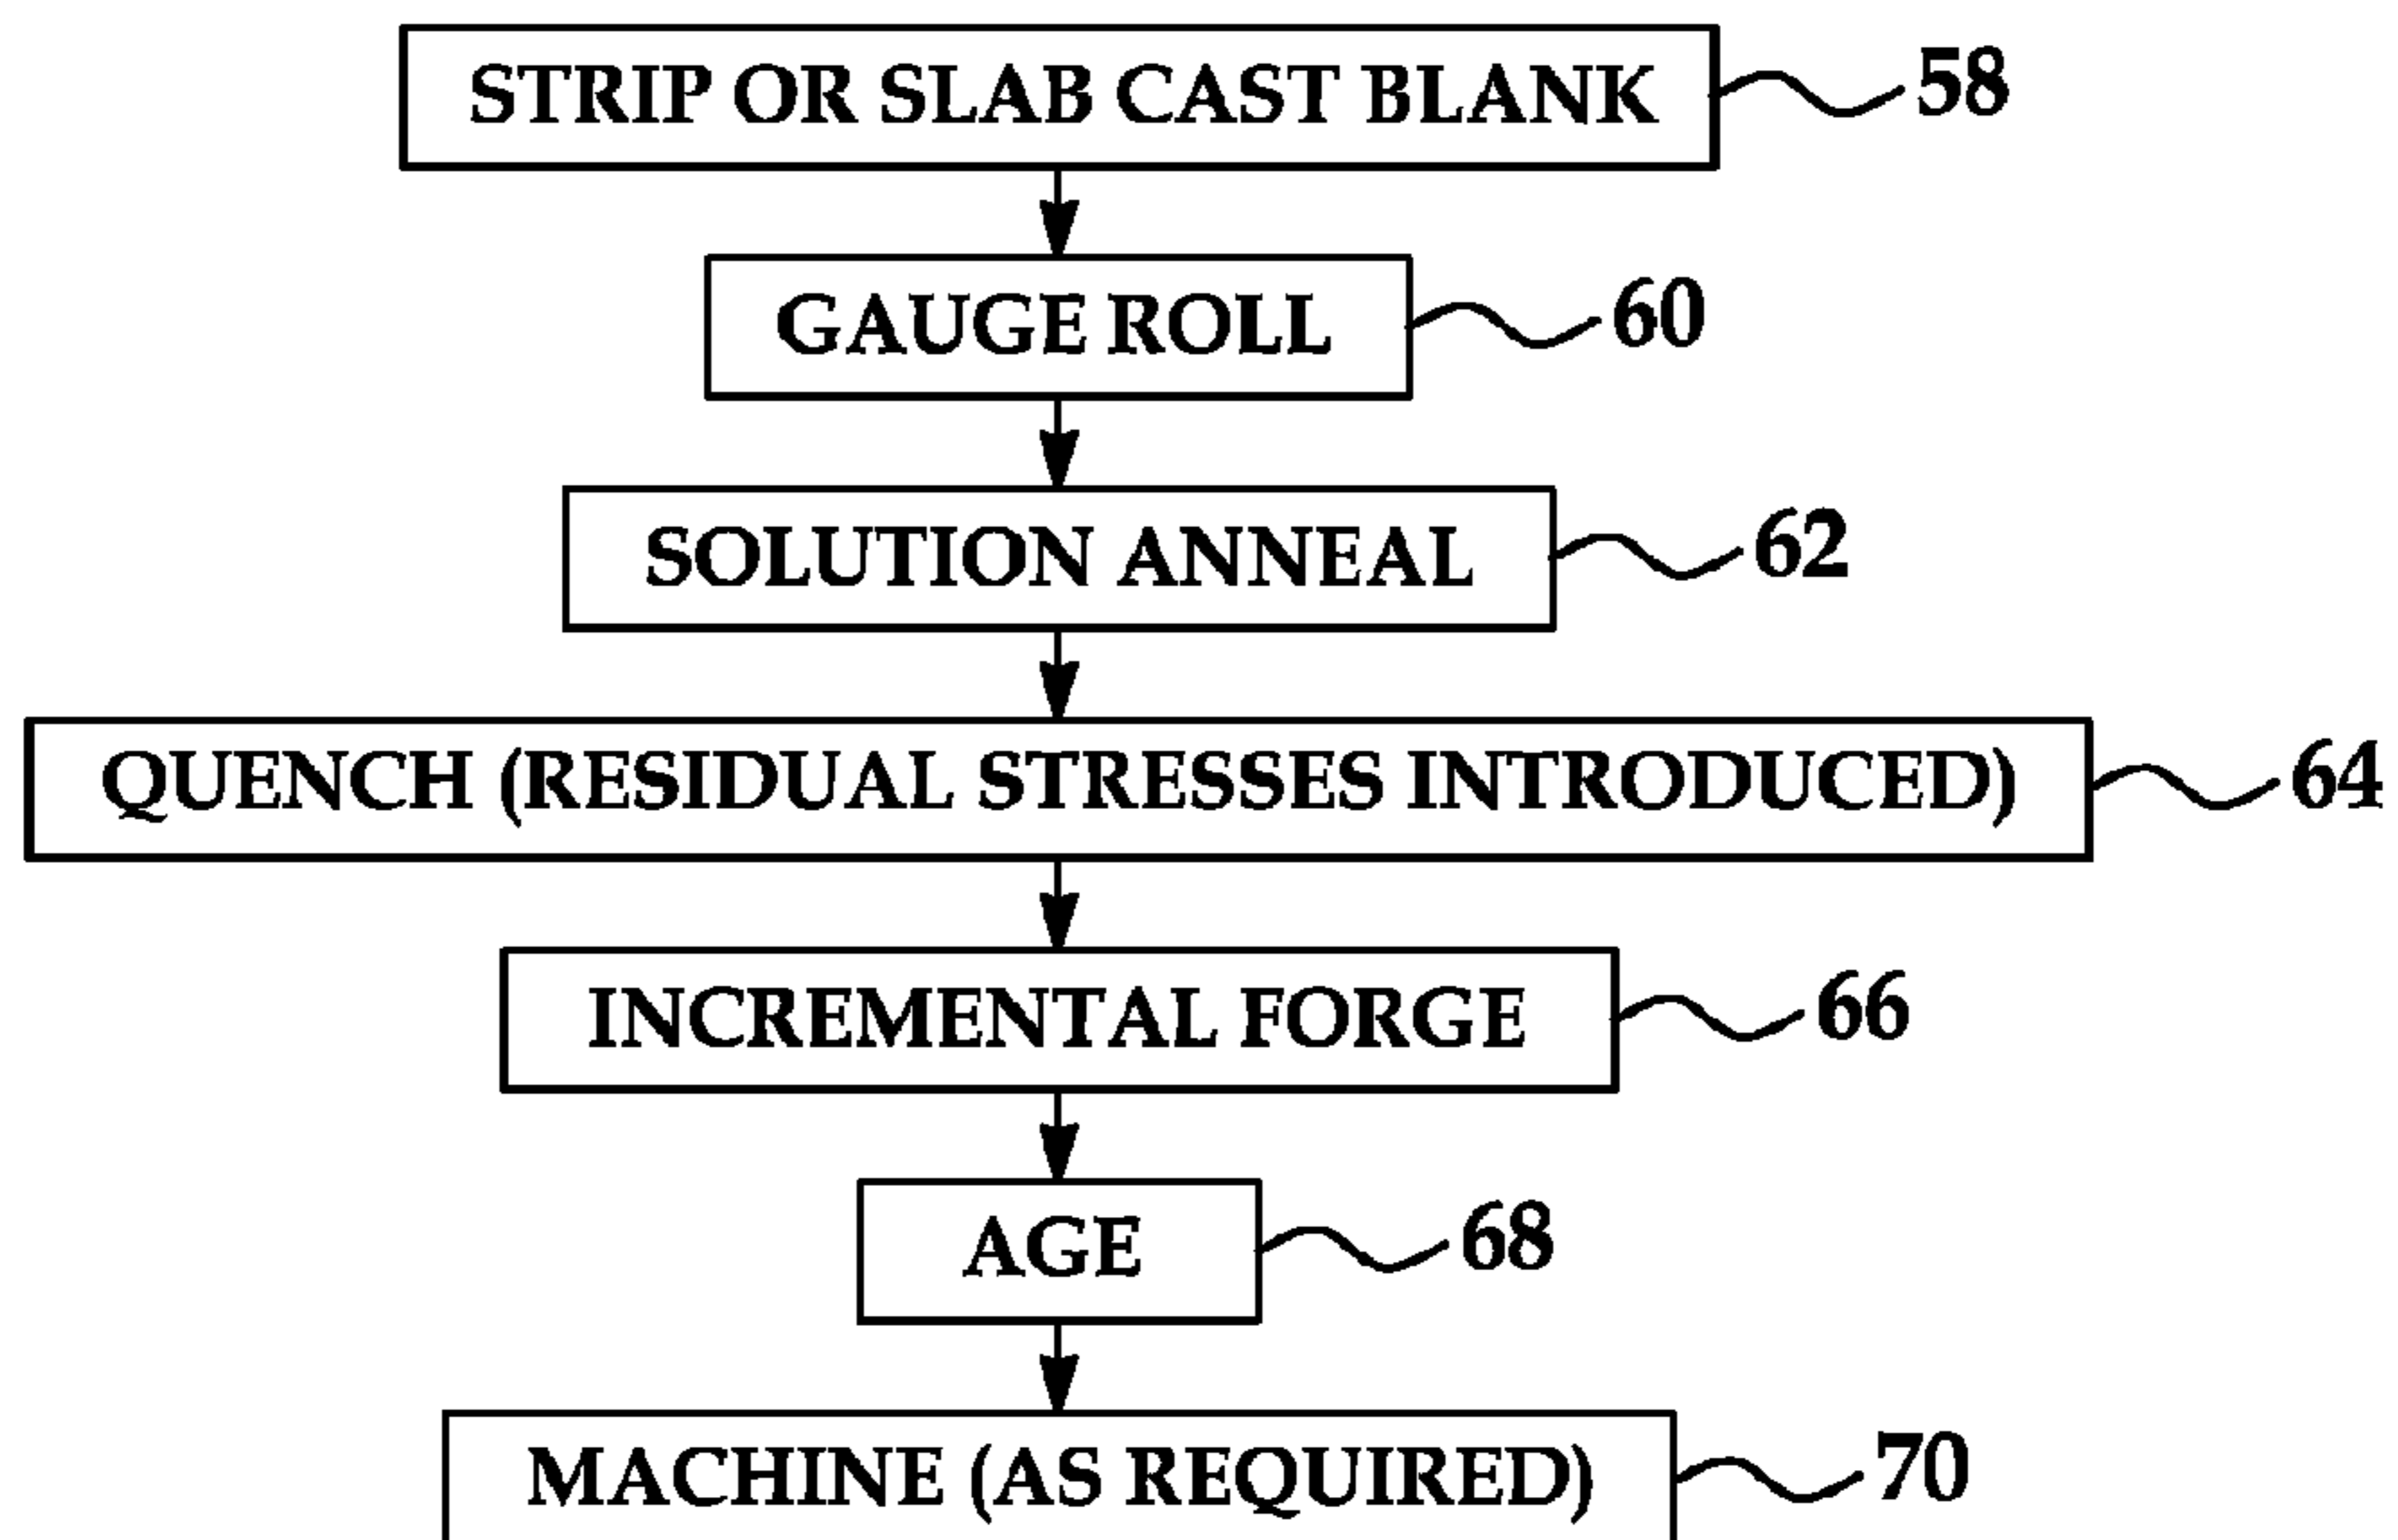 STRIP OR SLAB CAST BLANK 58
GAUGE ROLL 60
SOLUTION ANNEAL 62
QUENCH (RESIDUAL STRESSES INTRODUCED) 64
INCREMENTAL FORGE 66
AGE 68
MACHINE (AS REQUIRED) 70